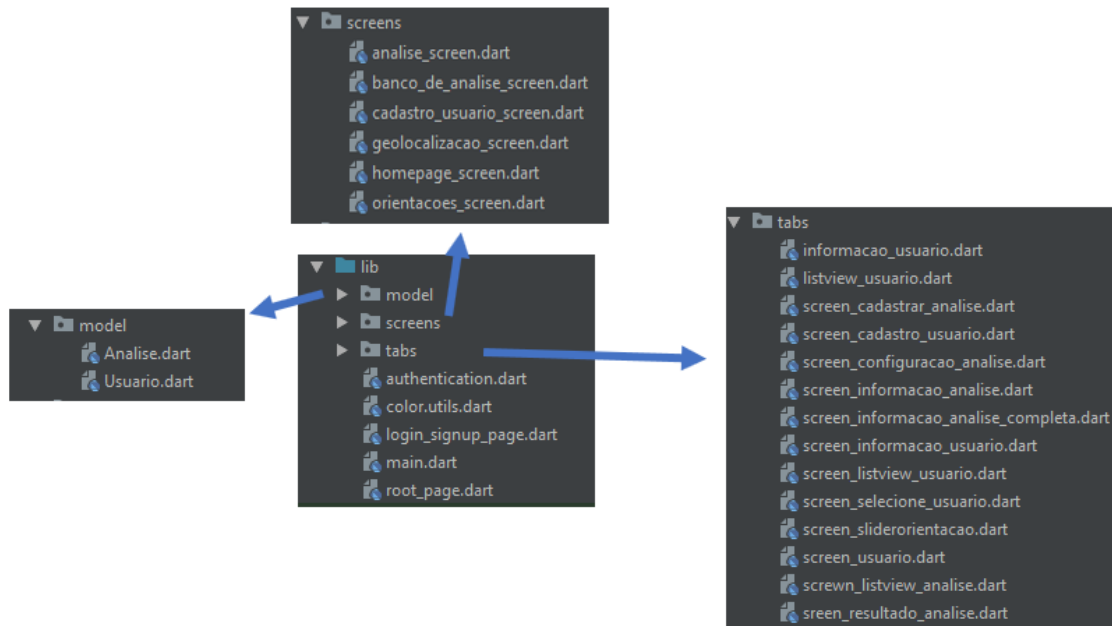 screens
analise_screen.dart
banco_de_analise_screen.dart
cadastro_usuario_screen.dart
geolocalizacao_screen.dart
homepage_screen.dart
orientacoes_screen.dart
lib
model
screens
tabs
authentication.dart
color.utils.dart
login_signup_page.dart
main.dart
root_page.dart
model
Analise.dart
Usuario.dart
tabs
informacao_usuario.dart
listview_usuario.dart
screen_cadastrar_analise.dart
screen_cadastro_usuario.dart
screen_configuracao_analise.dart
screen_informacao_analise.dart
screen_informacao_analise_completa.dart
screen_informacao_usuario.dart
screen_listview_usuario.dart
screen_selecione_usuario.dart
screen_sliderorientacao.dart
screen_usuario.dart
screwn_listview_analise.dart
sreen_resultado_analise.dart